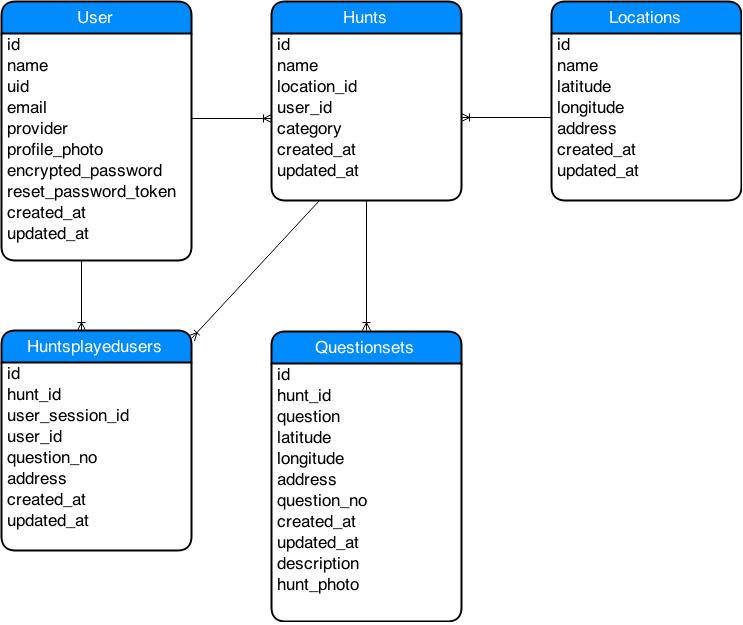 User
id
name
uid
email
provider
profile_photo
encrypted_password
reset_password_token
created_at
updated_at
Hunts
id
name
location_id
user_id
category
created_at
updated_at
Locations
id
name
latitude
longitude
address
created_at
updated_at
Huntsplayedusers
id
hunt_id
user_session_id
user_id
question_no
address
created_at
updated_at
Questionsets
id
hunt_id
question
latitude
longitude
address
question_no
created_at
updated_at
description
hunt_photo